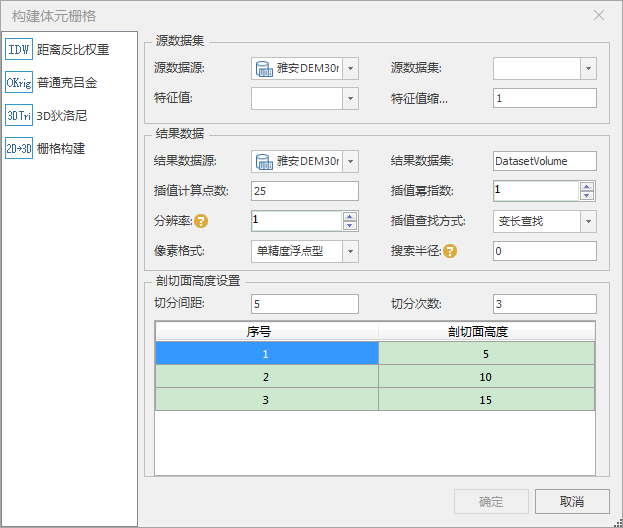 构建体元栅格
IDW 距离反比权重
OKrig 普通克吕金
3DTri 3D狄洛尼
2D→3D 栅格构建
源数据集
源数据源: 雅安DEM30r 源数据集:
特征值: 特征值缩... 1
结果数据
结果数据源: 雅安DEM30r 结果数据集: DatasetVolume
插值计算点数: 25 插值幂指数: 1
分辨率: ? 1 插值查找方式: 变长查找
像素格式: 单精度浮点型 搜索半径: ? 0
剖切面高度设置
切分间距: 5 切分次数: 3
序号 剖切面高度
1 5
2 10
3 15
确定 取消